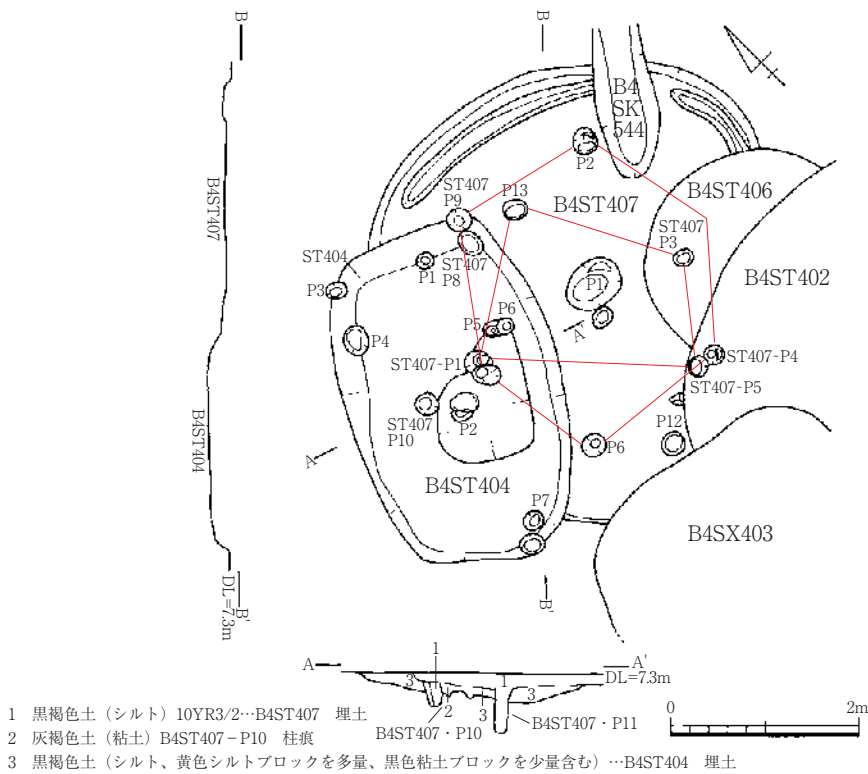 B
B
B4
SK
544
P2
ST407
P9
P13
B4ST407
B4ST406
B4ST407
ST404
P1
ST407
P8
P1
ST407
P3
B4ST402
P3
P4
P5
P6
A'
ST407-P1
ST407-P4
ST407-P5
ST407
P10
P2
P12
P6
A
B4ST404
B4ST404
P7
B4SX403
DL=7.3m
B'
B'
1
A
A'
3
1
DL=7.3m
2
3
3
B4ST407・P10
B4ST407・P11
0
2m
1 黒褐色土（シルト）10YR3/2…B4ST407 埋土
2 灰褐色土（粘土）B4ST407－P10 柱痕
3 黒褐色土（シルト、黄色シルトブロックを多量、黒色粘土ブロックを少量含む）…B4ST404 埋土